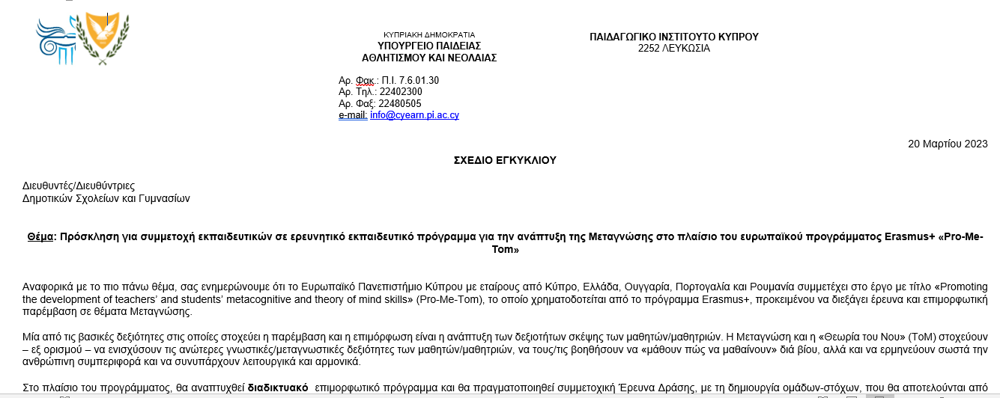 ΚΥΠΡΙΑΚΗ ΔΗΜΟΚΡΑΤΙΑ
ΥΠΟΥΡΓΕΙΟ ΠΑΙΔΕΙΑΣ
ΑΘΛΗΤΙΣΜΟΥ ΚΑΙ ΝΕΟΛΑΙΑΣ
ΠΑΙΔΑΓΩΓΙΚΟ ΙΝΣΤΙΤΟΥΤΟ ΚΥΠΡΟΥ
2252 ΛΕΥΚΩΣΙΑ
Αρ. Φακ.: Π.Ι. 7.6.01.30
Αρ. Τηλ.: 22402300
Αρ. Φαξ: 22480505
e-mail: info@cyearn.pi.ac.cy
20 Μαρτίου 2023
ΣΧΕΔΙΟ ΕΓΚΥΚΛΙΟΥ
Διευθυντές/Διευθύντριες
Δημοτικών Σχολείων και Γυμνασίων
Θέμα: Πρόσκληση για συμμετοχή εκπαιδευτικών σε ερευνητικό εκπαιδευτικό πρόγραμμα για την ανάπτυξη της Μεταγνώσης στο πλαίσιο του ευρωπαϊκού προγράμματος Erasmus+ «Pro-Me-
Tom»
Αναφορικά με το πιο πάνω θέμα, σας ενημερώνουμε ότι το Ευρωπαϊκό Πανεπιστήμιο Κύπρου με εταίρους από Κύπρο, Ελλάδα, Ουγγαρία, Πορτογαλία και Ρουμανία συμμετέχει στο έργο με τίτλο «Promoting
the development of teachers' and students' metacognitive and theory of mind skills» (Pro-Me-Tom), το οποίο χρηματοδοτείται από το πρόγραμμα Erasmus+, προκειμένου να διεξάγει έρευνα και επιμορφωτική
παρέμβαση σε θέματα Μεταγνώσης.
Μία από τις βασικές δεξιότητες στις οποίες στοχεύει η παρέμβαση και η επιμόρφωση είναι η ανάπτυξη των δεξιοτήτων σκέψης των μαθητών/μαθητριών. Η Μεταγνώση και η «Θεωρία του Νου» (ToM) στοχεύουν
– εξ ορισμού – να ενισχύσουν τις ανώτερες γνωστικές/μεταγνωστικές δεξιότητες των μαθητών/μαθητριών, να τους/τις βοηθήσουν να «μάθουν πώς να μαθαίνουν» διά βίου, αλλά και να ερμηνεύουν σωστά την
ανθρώπινη συμπεριφορά και να συνυπάρχουν λειτουργικά και αρμονικά.
Στο πλαίσιο του προγράμματος, θα αναπτυχθεί διαδικτυακό επιμορφωτικό πρόγραμμα και θα πραγματοποιηθεί συμμετοχική Έρευνα Δράσης, με τη δημιουργία ομάδων-στόχων, που θα αποτελούνται από